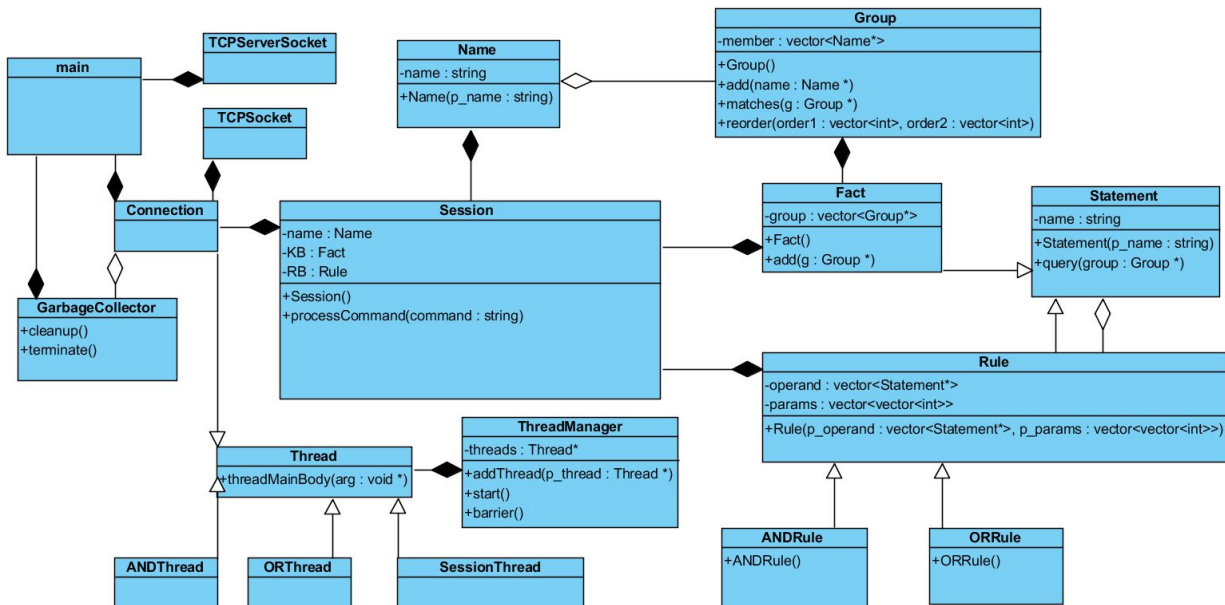 main
TCPServerSocket
TCPSocket
Name
-name : string
+Name(p_name : string)
Group
-member : vector<Name*>
+Group()
+add(name : Name *)
+matches(g : Group *)
+reorder(order1 : vector<int>, order2 : vector<int>)
Connection
Session
-name : Name
-KB : Fact
-RB : Rule
+Session()
+processCommand(command : string)
Fact
-group : vector<Group*>
+Fact()
+add(g : Group *)
Statement
-name : string
+Statement(p_name : string)
+query(group : Group *)
GarbageCollector
+cleanup()
+terminate()
Rule
-operand : vector<Statement*>
-params : vector<vector<int>>
+Rule(p_operand : vector<Statement*>, p_params : vector<vector<int>>)
Thread
+threadMainBody(arg : void *)
ThreadManager
-threads : Thread*
+addThread(p_thread : Thread *)
+start()
+barrier()
ANDThread
ORThread
SessionThread
ANDRule
+ANDRule()
ORRule
+ORRule()